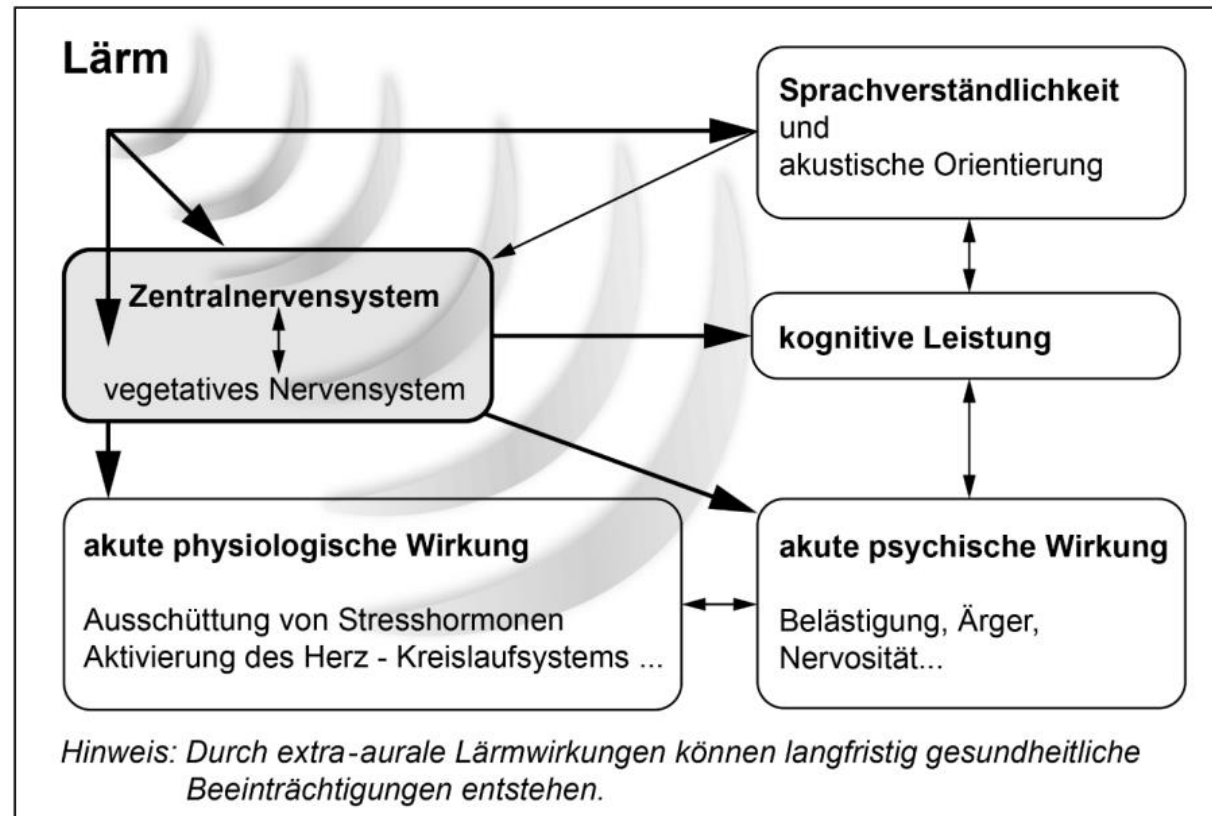 Lärm
Sprachverständlichkeit
und
akustische Orientierung
Zentralnervensystem
vegetatives Nervensystem
kognitive Leistung
akute physiologische Wirkung
Ausschüttung von Stresshormonen
Aktivierung des Herz - Kreislaufsystems ...
akute psychische Wirkung
Belästigung, Ärger,
Nervosität...
Hinweis: Durch extra-aurale Lärmwirkungen können langfristig gesundheitliche
Beeinträchtigungen entstehen.